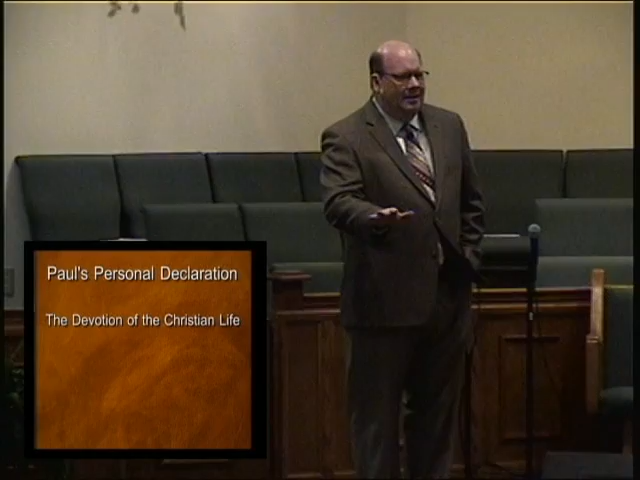 Paul's Personal Declaration
The Devotion of the Christian Life